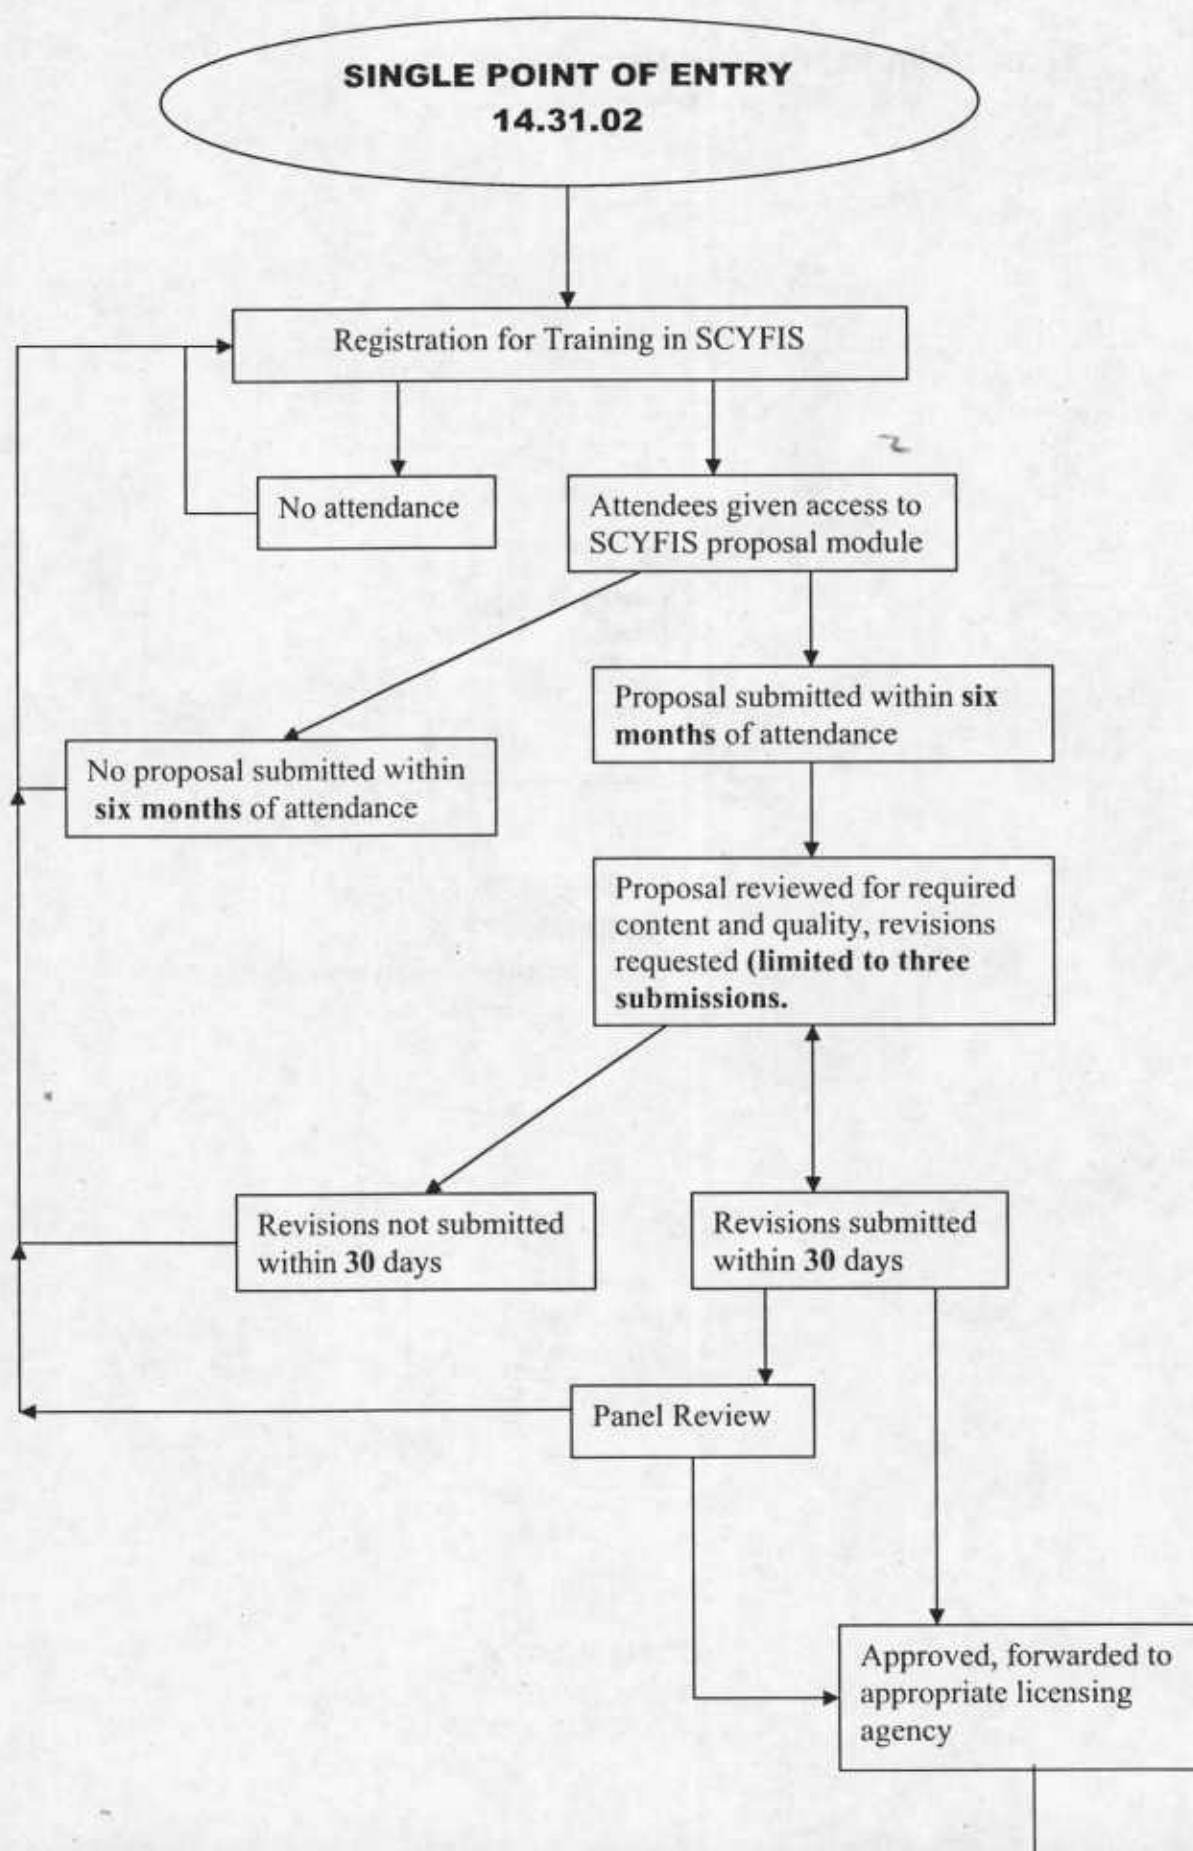 SINGLE POINT OF ENTRY
14.31.02
Registration for Training in SCYFIS
No attendance
Attendees given access to
SCYFIS proposal module
Proposal submitted within six
months of attendance
No proposal submitted within
six months of attendance
Proposal reviewed for required
content and quality, revisions
requested (limited to three
submissions.
Revisions not submitted
within 30 days
Revisions submitted
within 30 days
Panel Review
Approved, forwarded to
appropriate licensing
agency